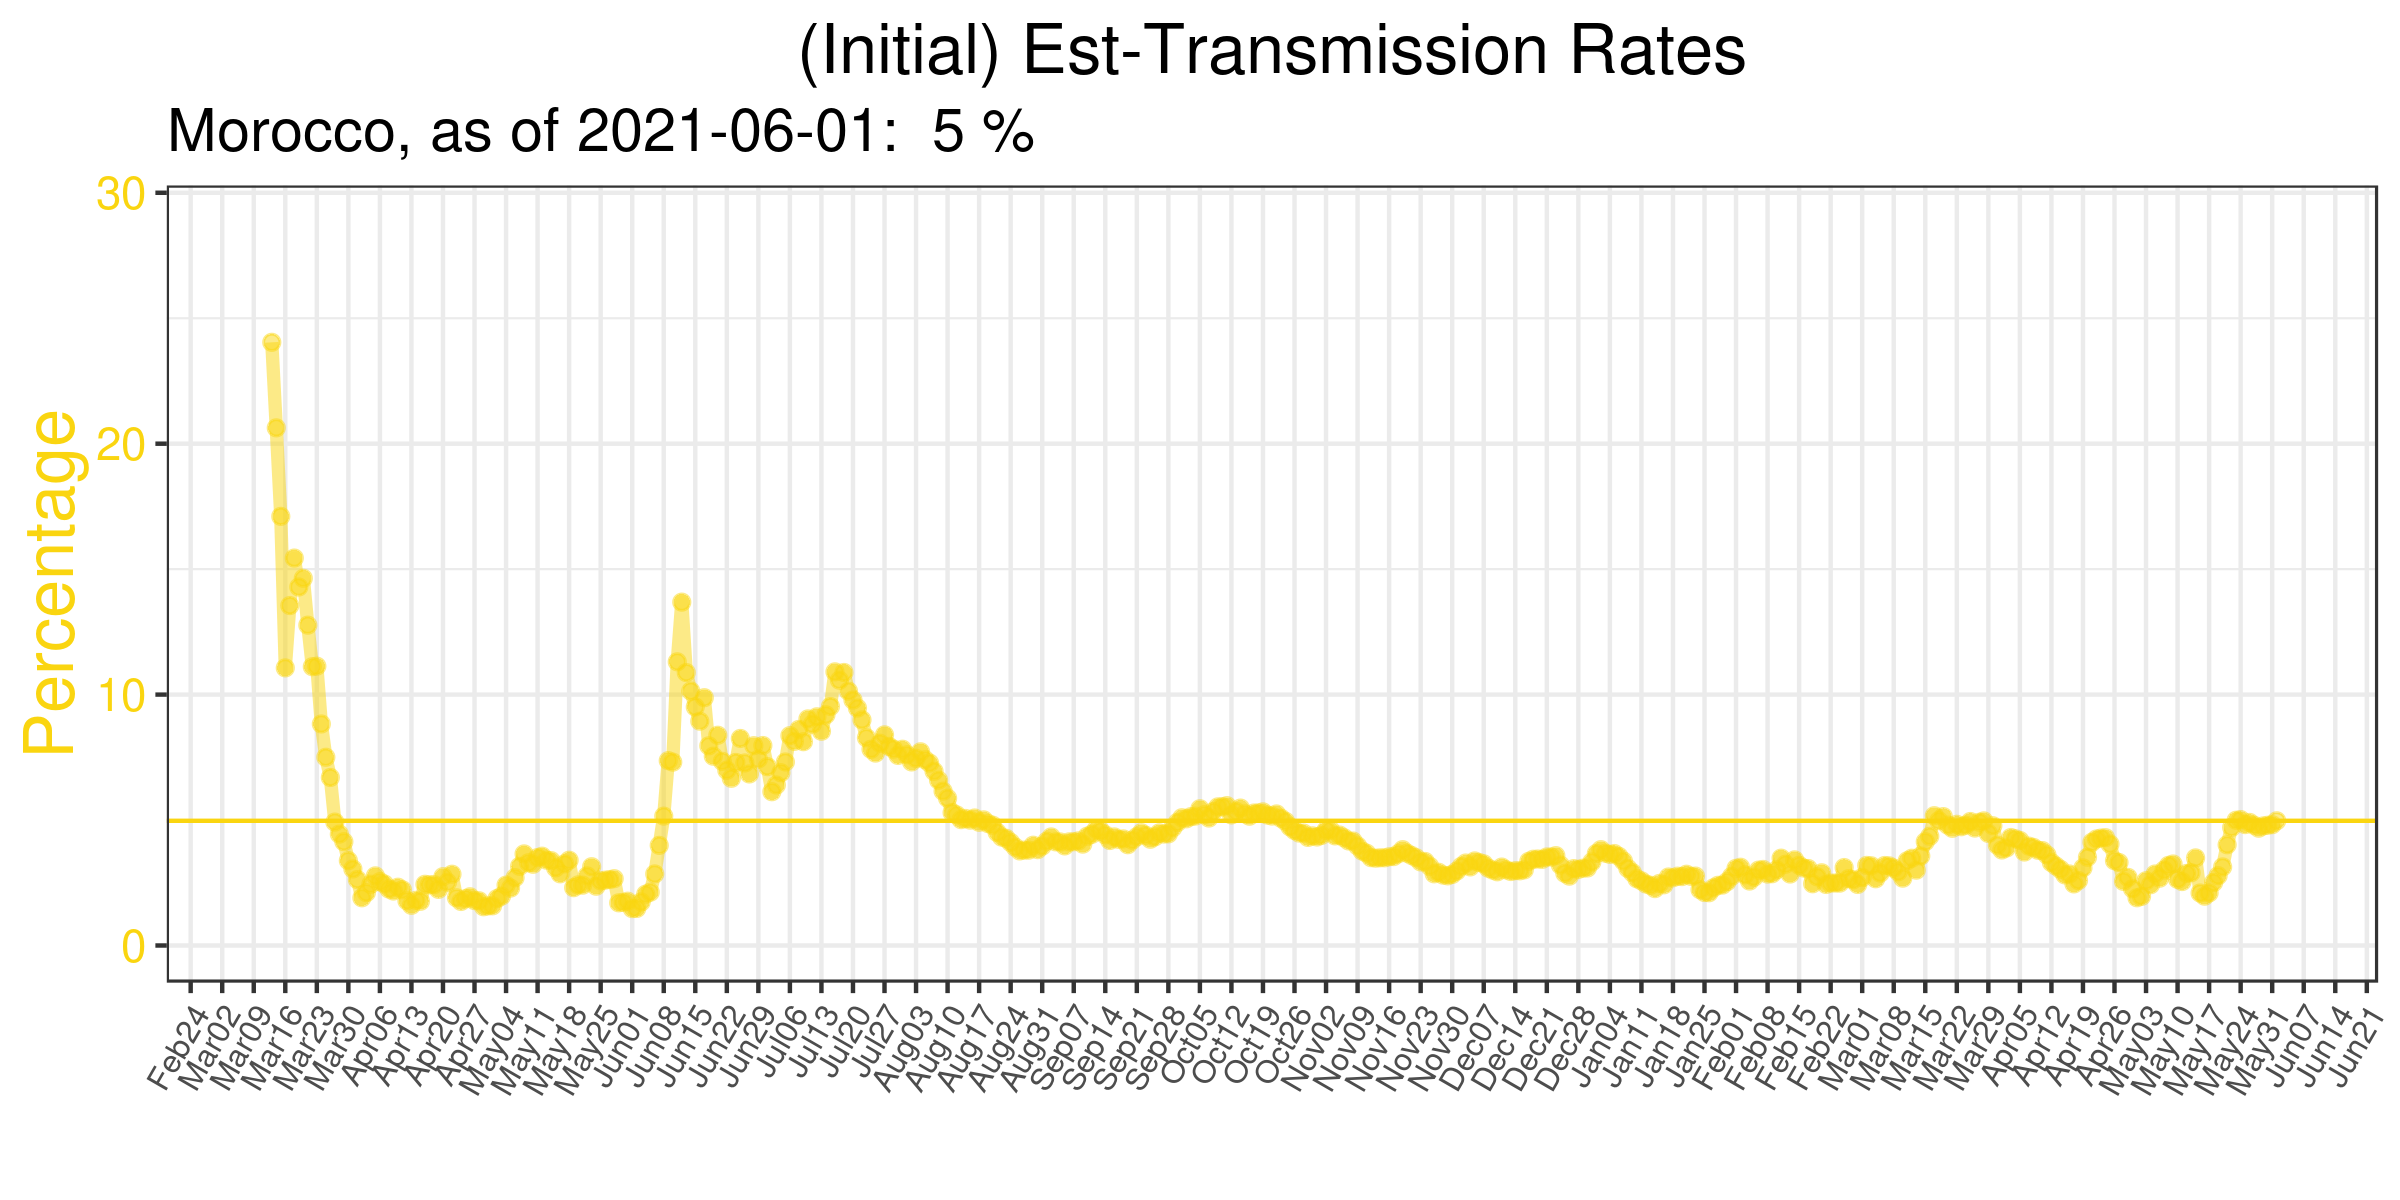 (Initial) Est-Transmission Rates
Morocco, as of 2021-06-01:  5 %
Percentage
30
20
10
0
Feb24
Mar02
Mar09
Mar16
Mar23
Mar30
Apr06
Apr13
Apr20
Apr27
May04
May11
May18
May25
Jun01
Jun08
Jun15
Jun22
Jun29
Jul06
Jul13
Jul20
Jul27
Aug03
Aug10
Aug17
Aug24
Aug31
Sep07
Sep14
Sep21
Sep28
Oct05
Oct12
Oct19
Oct26
Nov02
Nov09
Nov16
Nov23
Nov30
Dec07
Dec14
Dec21
Dec28
Jan04
Jan11
Jan18
Jan25
Feb01
Feb08
Feb15
Feb22
Mar01
Mar08
Mar15
Mar22
Mar29
Apr05
Apr12
Apr19
Apr26
May03
May10
May17
May24
May31
Jun07
Jun14
Jun21